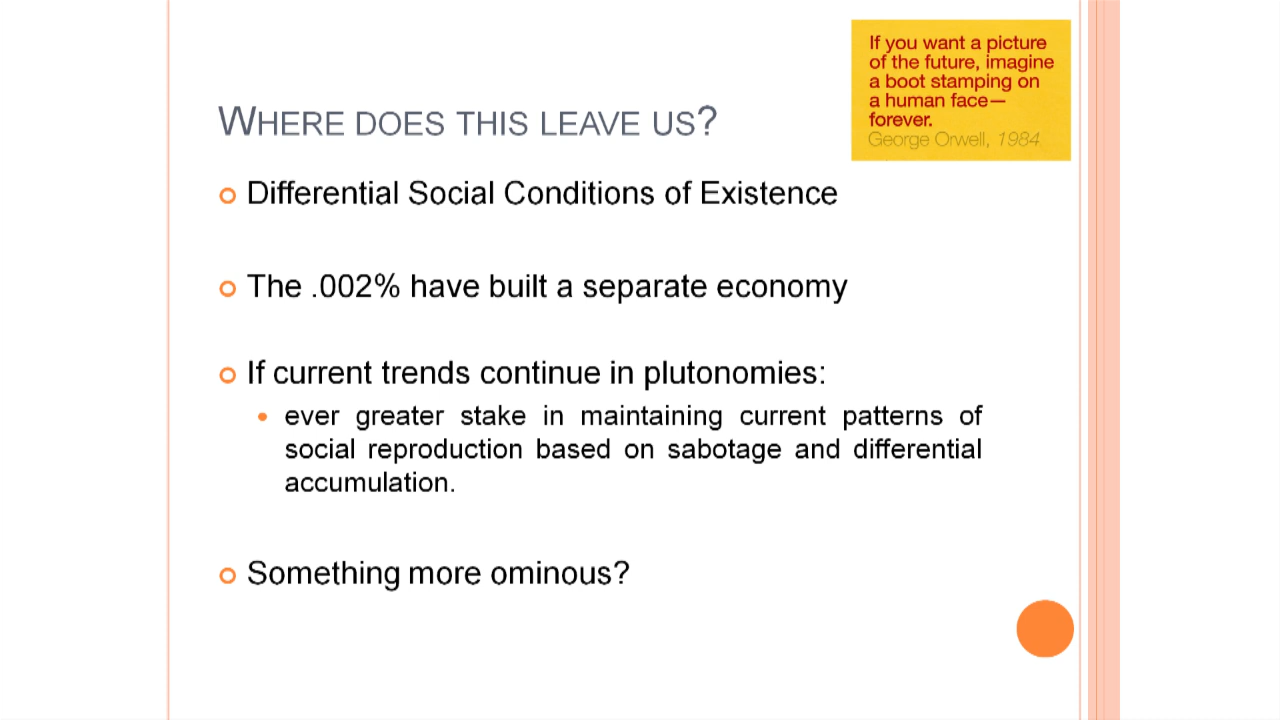 If you want a picture
of the future, imagine
a boot stamping on
a human face—
forever.
George Orwell, 1984
WHERE DOES THIS LEAVE US?
Differential Social Conditions of Existence
The .002% have built a separate economy
If current trends continue in plutonomies:
ever greater stake in maintaining current patterns of
social reproduction based on sabotage and differential
accumulation.
Something more ominous?